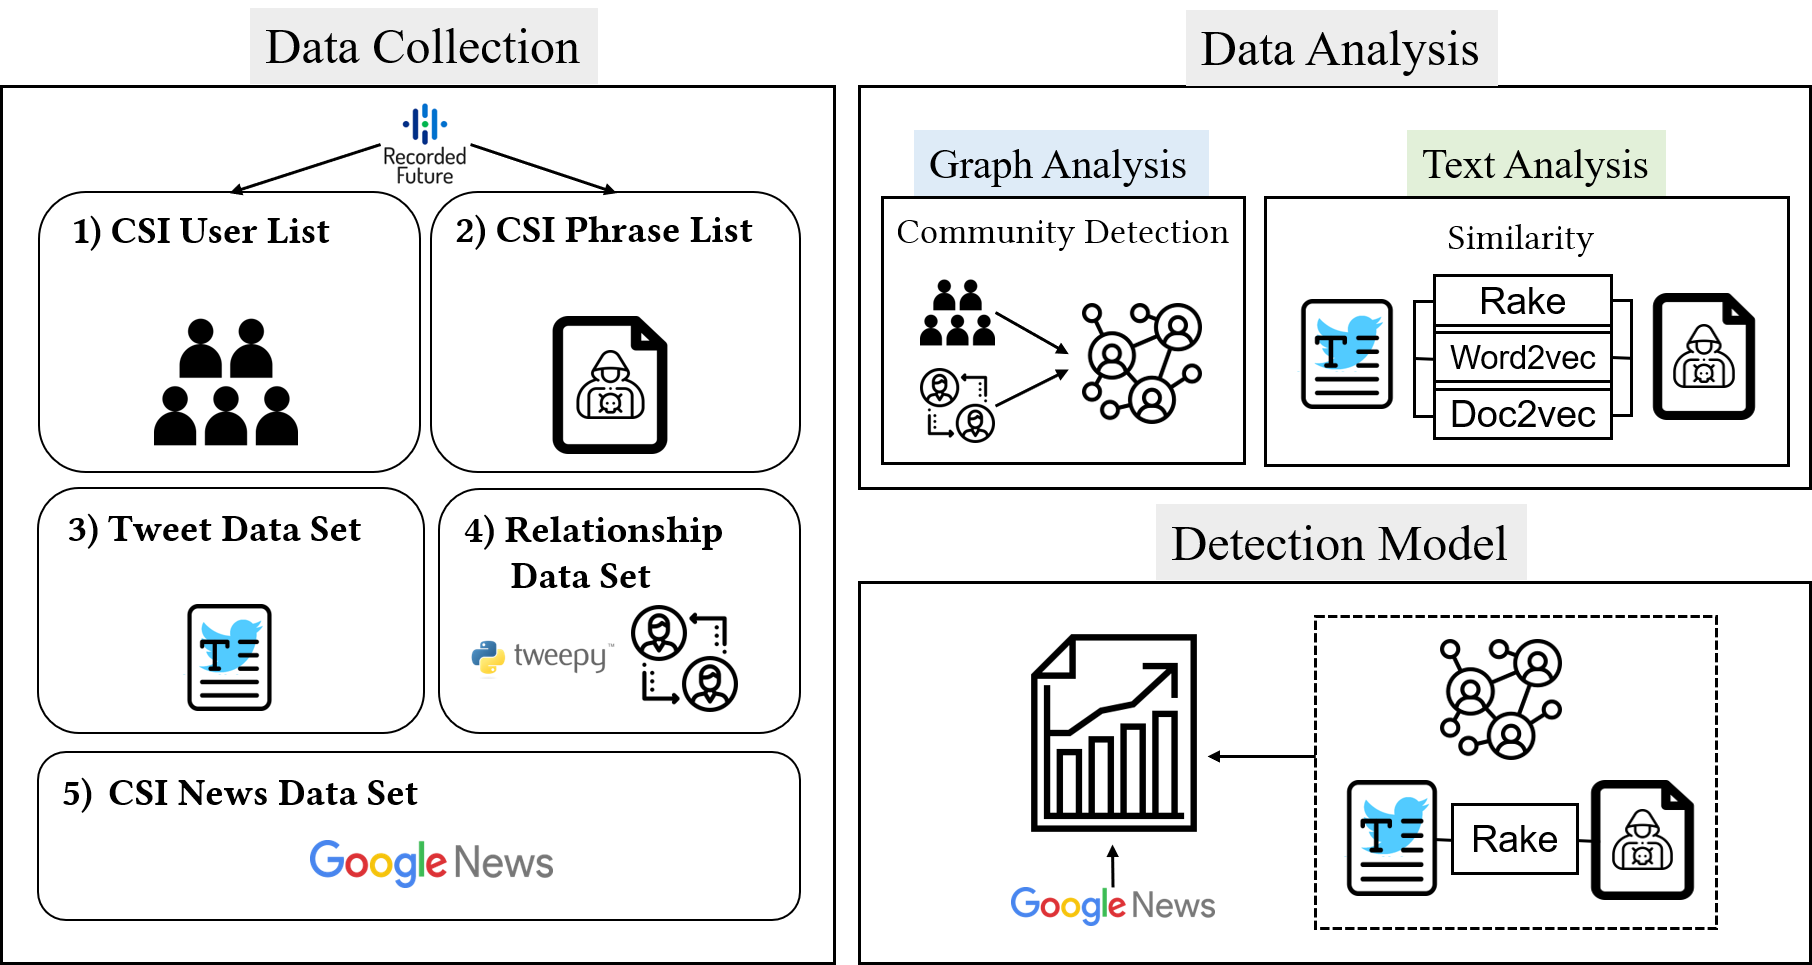 Data Collection
Recorded
Future
1) CSI User List
2) CSI Phrase List
3) Tweet Data Set
T
4) Relationship
Data Set
tweepy™
5) CSI News Data Set
Google News
Data Analysis
Graph Analysis
Community Detection
Text Analysis
Similarity
T
Rake
Word2vec
Doc2vec
Detection Model
Google News
T
Rake